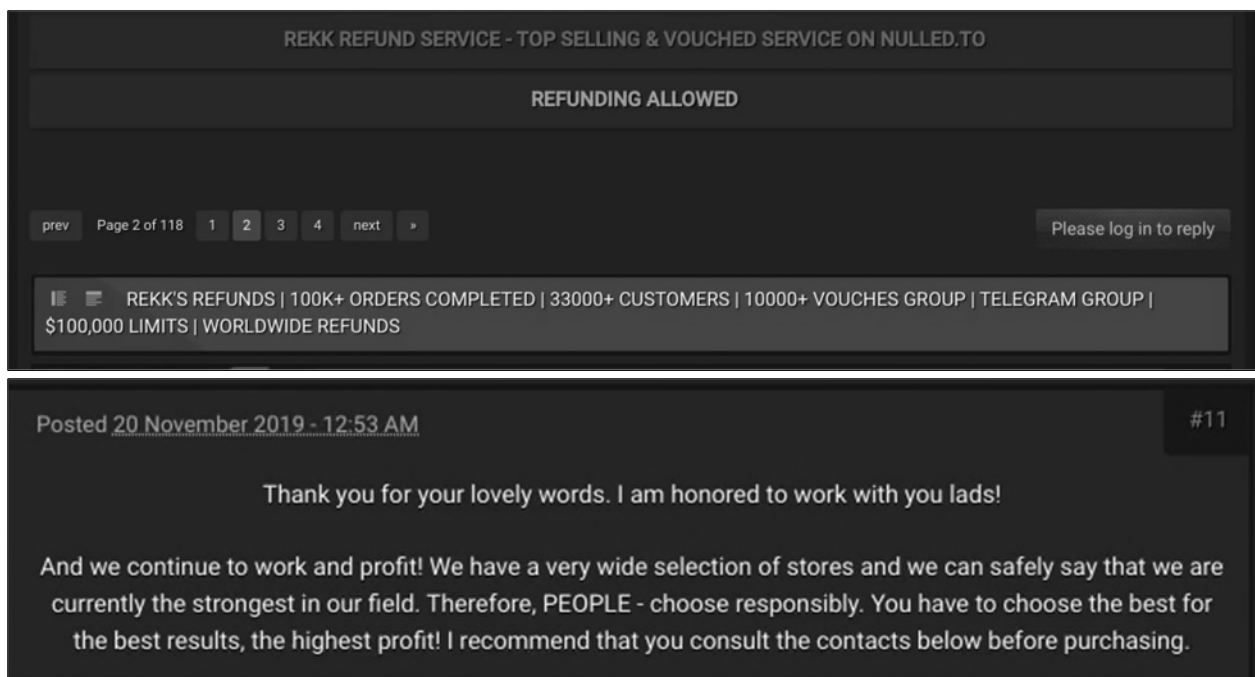 REKK REFUND SERVICE - TOP SELLING & VOUCHED SERVICE ON NULLED.TO
REFUNDING ALLOWED
prev Page 2 of 118 1 2 3 4 next »
Please log in to reply
REKK'S REFUNDS | 100K+ ORDERS COMPLETED | 33000+ CUSTOMERS | 10000+ VOUCHES GROUP | TELEGRAM GROUP |
$100,000 LIMITS | WORLDWIDE REFUNDS
Posted 20 November 2019 - 12:53 AM
#11
Thank you for your lovely words. I am honored to work with you lads!
And we continue to work and profit! We have a very wide selection of stores and we can safely say that we are
currently the strongest in our field. Therefore, PEOPLE - choose responsibly. You have to choose the best for
the best results, the highest profit! I recommend that you consult the contacts below before purchasing.